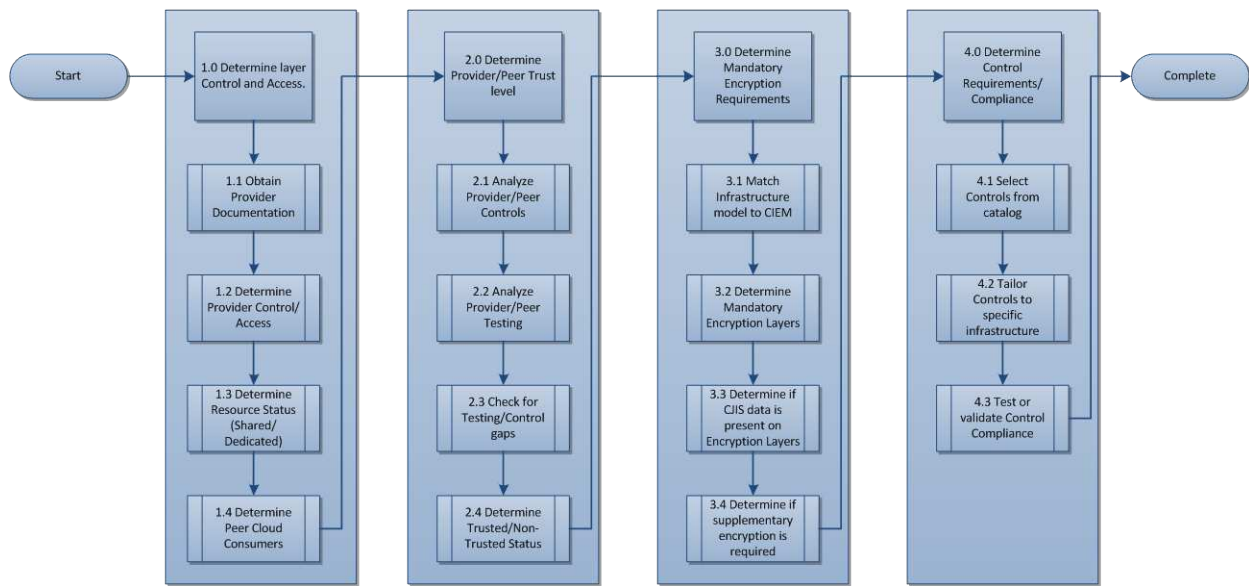 Start
1.0 Determine layer
Control and Access.
1.1 Obtain
Provider
Documentation
1.2 Determine
Provider Control/
Access
1.3 Determine
Resource Status
(Shared/
Dedicated)
1.4 Determine
Peer Cloud
Consumers
2.0 Determine
Provider/Peer Trust
level
2.1 Analyze
Provider/Peer
Controls
2.2 Analyze
Provider/Peer
Testing
2.3 Check for
Testing/Control
gaps
2.4 Determine
Trusted/Non-
Trusted Status
3.0 Determine
Mandatory
Encryption
Requirements
3.1 Match
Infrastructure
model to CIEM
3.2 Determine
Mandatory
Encryption Layers
3.3 Determine if
CJIS data is
present on
Encryption Layers
3.4 Determine if
supplementary
encryption is
required
4.0 Determine
Control
Requirements/
Compliance
4.1 Select
Controls from
catalog
4.2 Tailor
Controls to
specific
infrastructure
4.3 Test or
validate Control
Compliance
Complete